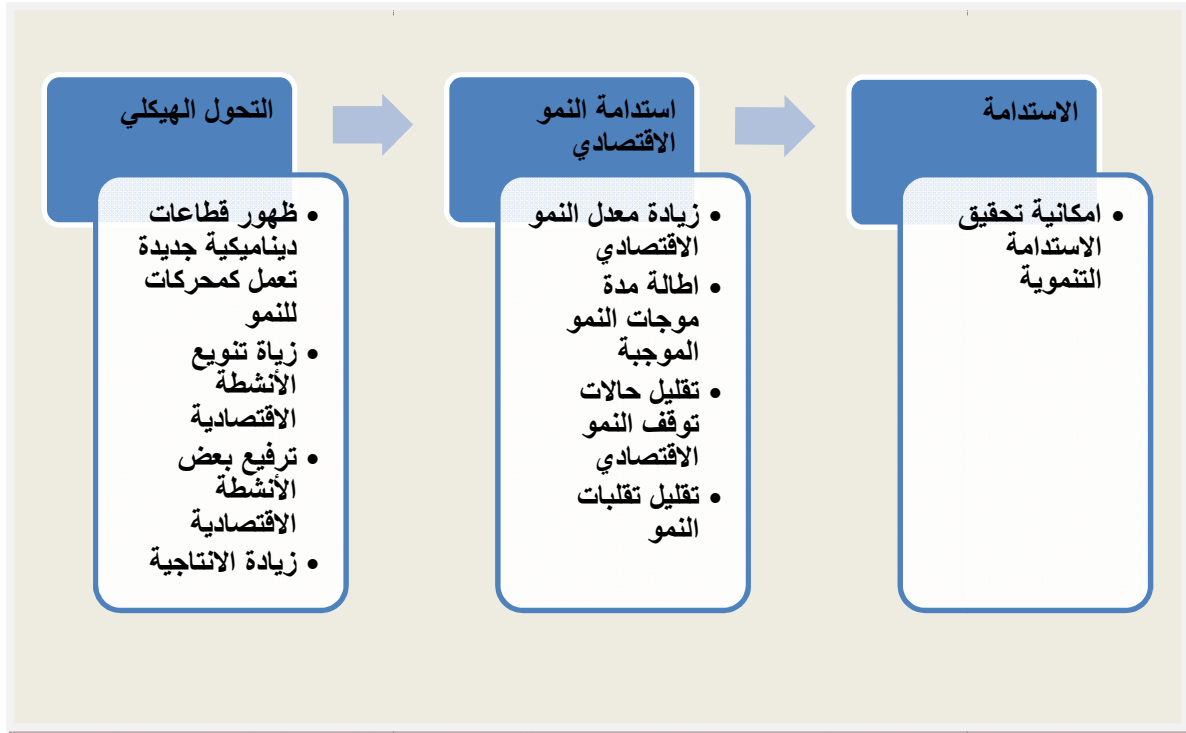 التحول الهيكلي
• ظهور قطاعات
ديناميكية جديدة
تعمل كمحركات
للنمو
• زياة تنويع
الأنشطة
الاقتصادية
• ترفيع بعض
الأنشطة
الاقتصادية
• زيادة الانتاجية
استدامة النمو
الاقتصادي
• زيادة معدل النمو
الاقتصادي
• اطالة مدة
موجات النمو
الموجبة
• تقليل حالات
توقف النمو
الاقتصادي
• تقليل تقلبات
النمو
الاستدامة
• امكانية تحقيق
الاستدامة
التنموية